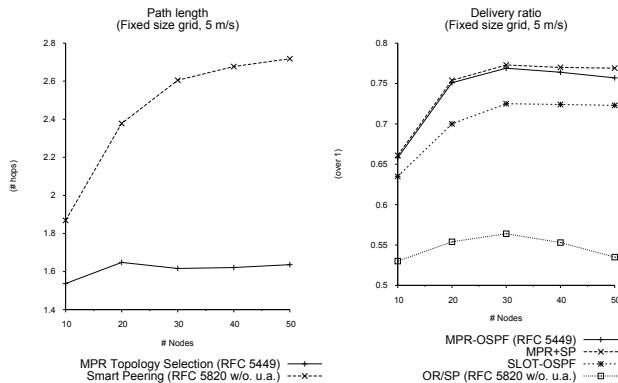 Path length
(Fixed size grid, 5 m/s)
2.8
2.6
2.4
2.2
2
1.8
1.6
1.4
(# hops)
10
20
30
40
50
# Nodes
MPR Topology Selection (RFC 5449)
Smart Peering (RFC 5820 w/o. u.a.)
Delivery ratio
(Fixed size grid, 5 m/s)
0.8
0.75
0.7
0.65
0.6
0.55
0.5
(over 1)
10
20
30
40
50
# Nodes
MPR-OSPF (RFC 5449)
MPR+SP
SLOT-OSPF
OR/SP (RFC 5820 w/o. u.a.)